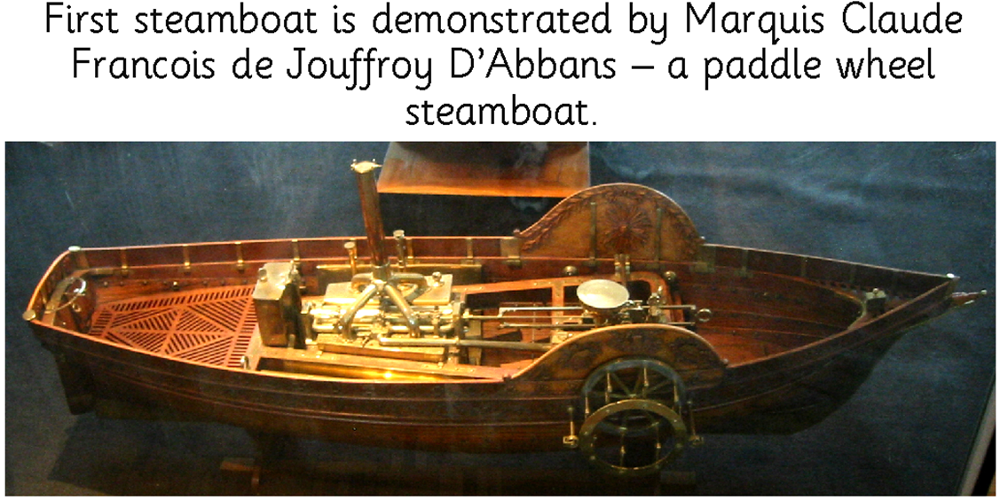 First steamboat is demonstrated by Marquis Claude
Francois de Jouffroy D’Abbans – a paddle wheel
steamboat.